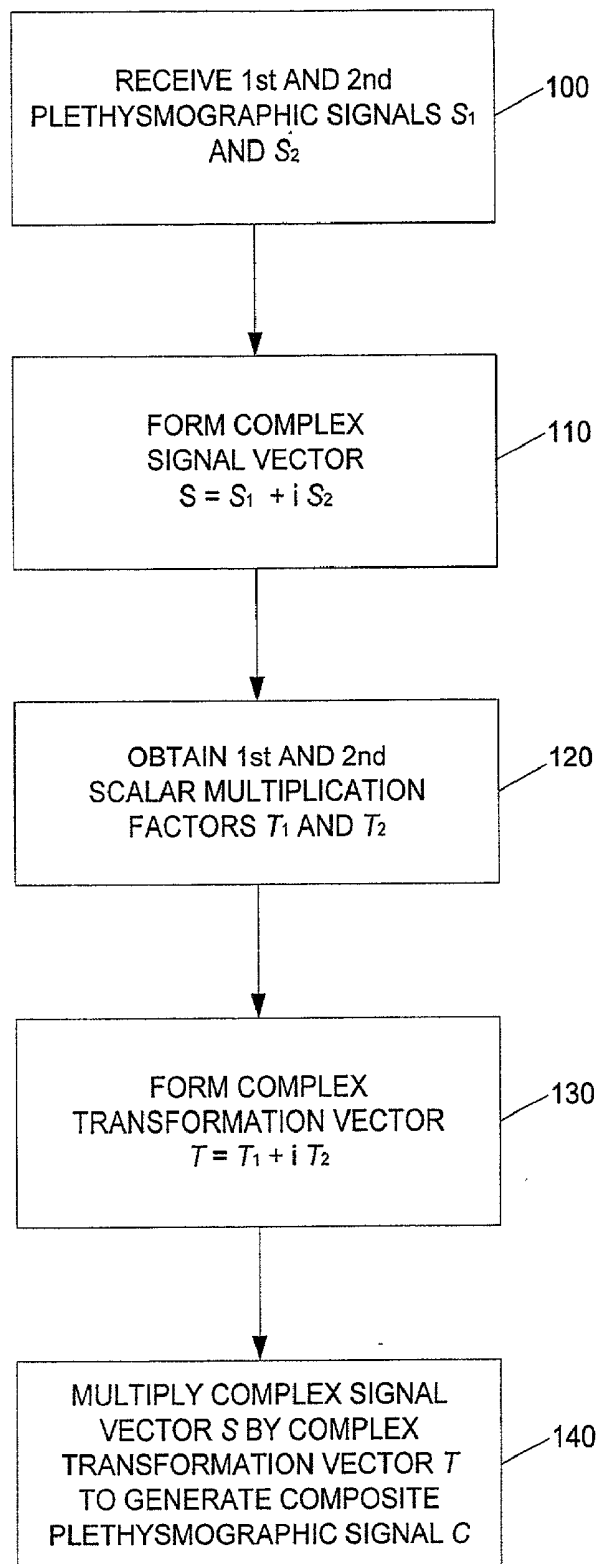 RECEIVE 1st AND 2nd
PLETHYSMOGRAPHIC SIGNALS S₁
AND S₂
100
FORM COMPLEX
SIGNAL VECTOR
S = S₁ + i S₂
110
OBTAIN 1st AND 2nd
SCALAR MULTIPLICATION
FACTORS T₁ AND T₂
120
FORM COMPLEX
TRANSFORMATION VECTOR
T = T₁ + i T₂
130
MULTIPLY COMPLEX SIGNAL
VECTOR S BY COMPLEX
TRANSFORMATION VECTOR T
TO GENERATE COMPOSITE
PLETHYSMOGRAPHIC SIGNAL C
140